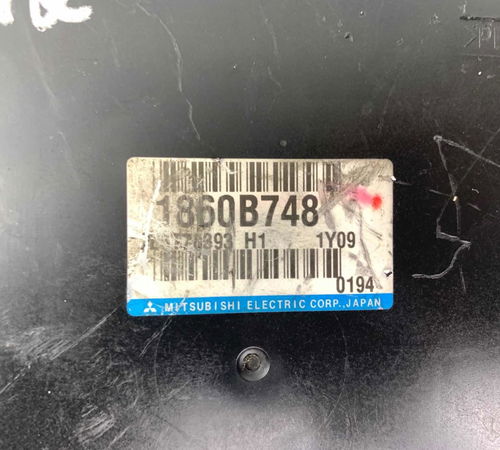 1860B748
H1 1Y09
0194
MITSUBISHI ELECTRIC CORP., JAPAN